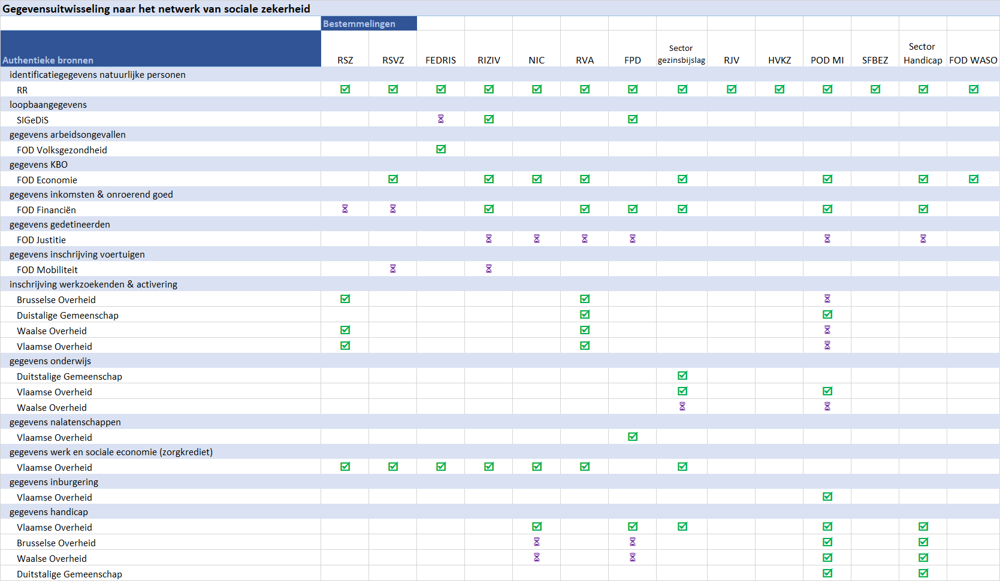 Gegevensuitwisseling naar het netwerk van sociale zekerheid
Bestemmelingen
Authentieke bronnen RSZ RSVZ FEDRIS RIZIV NIC RVA FPD Sector gezinsbijslag RJV HVKZ POD MI SFBEZ Sector Handicap FOD WASO
identificatiegegevens natuurlijke personen
RR
loopbaangegevens
SIGeDiS
gegevens arbeidsongevallen
FOD Volksgezondheid
gegevens KBO
FOD Economie
gegevens inkomsten & onroerend goed
FOD Financiën
gegevens gedetineerden
FOD Justitie
gegevens inschrijving voertuigen
FOD Mobiliteit
inschrijving werkzoekenden & activering
Brusselse Overheid
Duistalige Gemeenschap
Waalse Overheid
Vlaamse Overheid
gegevens onderwijs
Duitstalige Gemeenschap
Vlaamse Overheid
Waalse Overheid
gegevens nalatenschappen
Vlaamse Overheid
gegevens werk en sociale economie (zorgkrediet)
Vlaamse Overheid
gegevens inburgering
Vlaamse Overheid
gegevens handicap
Vlaamse Overheid
Brusselse Overheid
Waalse Overheid
Duitstalige Gemeenschap